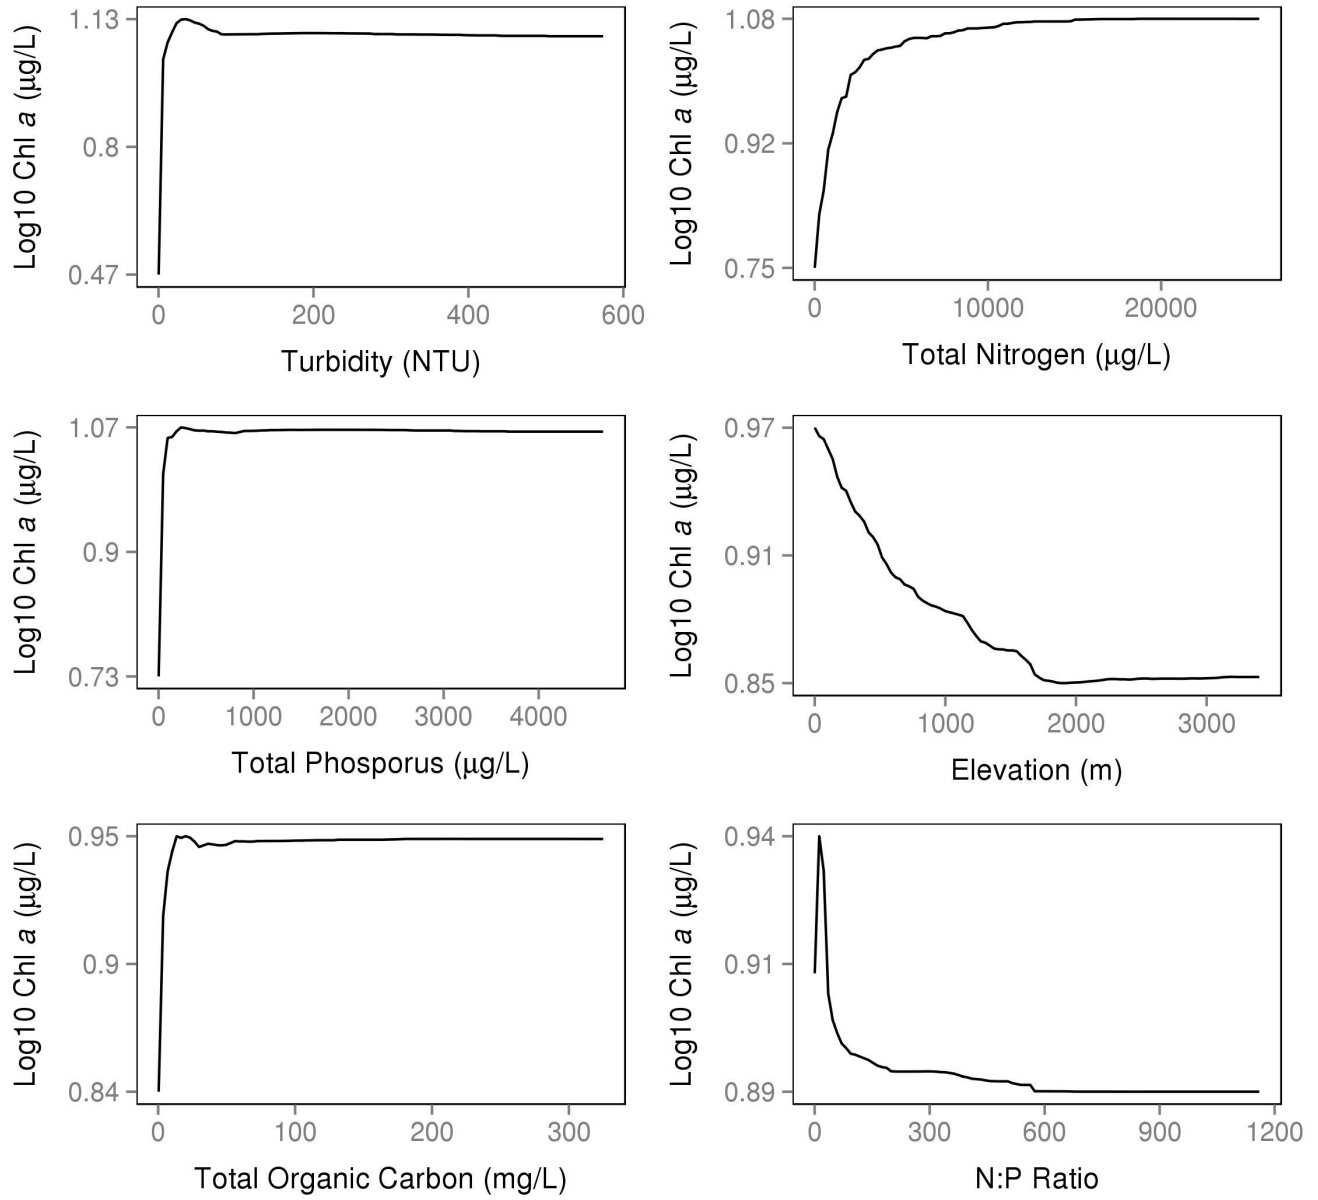 Log10 Chl a (µg/L)
1.13
0.8
0.47
0 200 400 600
Turbidity (NTU)
Log10 Chl a (µg/L)
1.08
0.92
0.75
0 10000 20000
Total Nitrogen (µg/L)
Log10 Chl a (µg/L)
1.07
0.9
0.73
0 1000 2000 3000 4000
Total Phosporus (µg/L)
Log10 Chl a (µg/L)
0.97
0.91
0.85
0 1000 2000 3000
Elevation (m)
Log10 Chl a (µg/L)
0.95
0.9
0.84
0 100 200 300
Total Organic Carbon (mg/L)
Log10 Chl a (µg/L)
0.94
0.91
0.89
0 300 600 900 1200
N:P Ratio